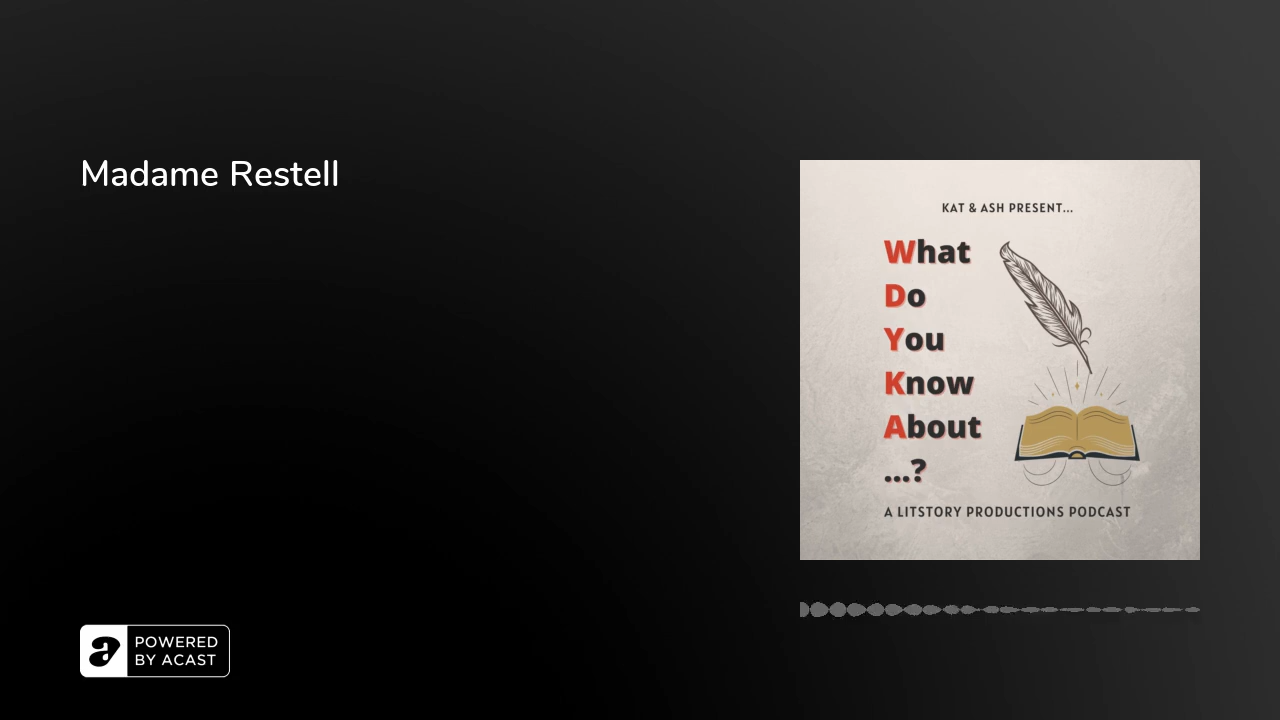 Madame Restell
KAT & ASH PRESENT...
What
Do
You
Know
About
...?
A LITSTORY PRODUCTIONS PODCAST
a POWERED
BY ACAST